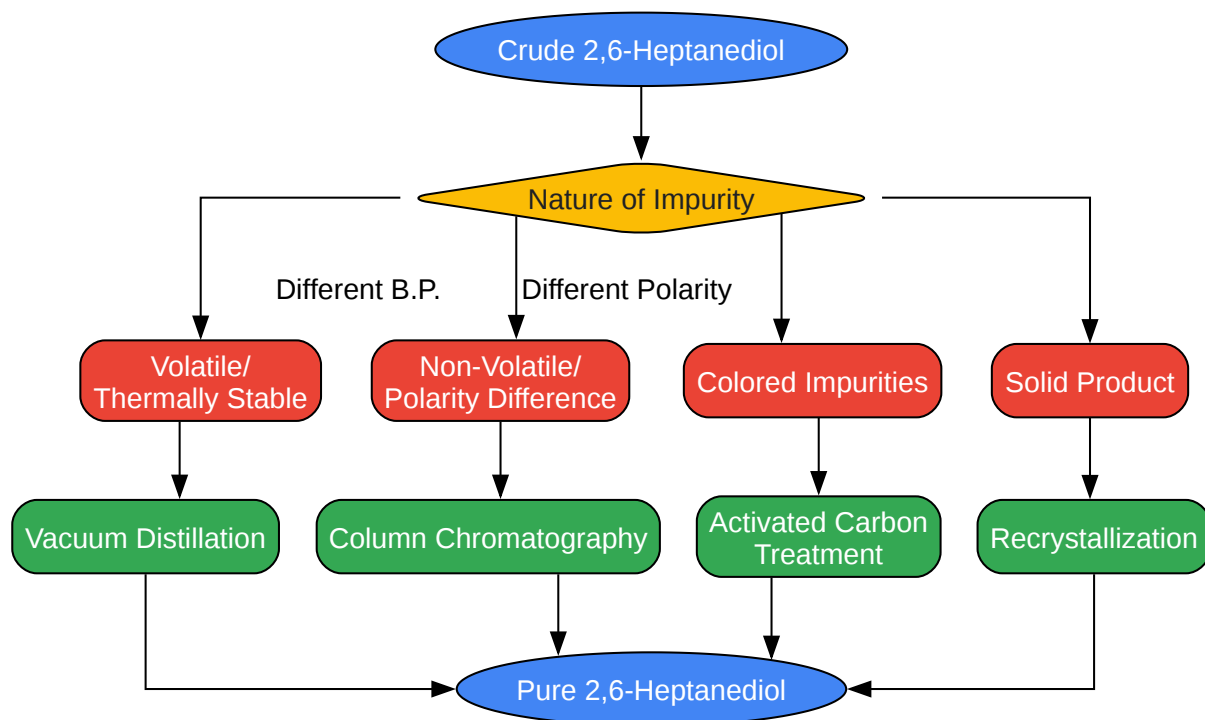 Crude 2,6-Heptanediol
Nature of Impurity
Different B.P.
Different Polarity
Volatile/
Thermally Stable
Non-Volatile/
Polarity Difference
Colored Impurities
Solid Product
Vacuum Distillation
Column Chromatography
Activated Carbon
Treatment
Recrystallization
Pure 2,6-Heptanediol